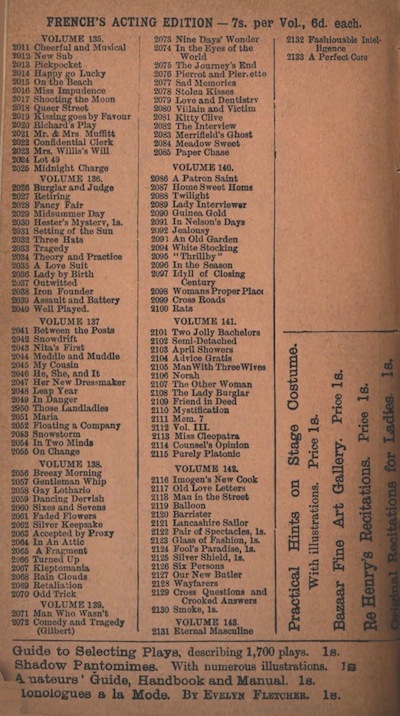 FRENCH'S ACTING EDITION — 7s. per Vol., 6d. each.
VOLUME 135.
2011 Cheerful and Musical
2012 New Sub
2013 Pickpocket
2014 Happy go Lucky
2015 On the Beach
2016 Miss Impudence
2017 Shooting the Moon
2018 Queer Street
2019 Kissing goes by Favour
2020 Richard's Play
2021 Mr. & Mrs. Muffitt
2022 Confidential Clerk
2023 Mrs. Willis's Will
2024 Lot 49
2025 Midnight Charge
VOLUME 136.
2026 Burglar and Judge
2027 Retiring
2028 Fancy Fair
2029 Midsummer Day
2030 Hester's Mystery, 1s.
2031 Setting of the Sun
2032 Three Hats
2033 Tragedy
2034 Theory and Practice
2035 A Love Suit
2036 Lady by Birth
2037 Outwitted
2038 Iron Founder
2039 Assault and Battery
2040 Well Played.
VOLUME 137
2041 Between the Posts
2042 Snowdrift
2043 Nita's First
2044 Meddle and Muddle
2045 My Cousin
2046 He, She, and It
2047 Her New Dressmaker
2048 Leap Year
2049 In Danger
2050 Those Landladies
2051 Maria
2052 Floating a Company
2053 Snowstorm
2054 In Two Minds
2055 On Change
VOLUME 138.
2056 Breezy Morning
2057 Gentleman Whip
2058 Gay Lothario
2059 Dancing Dervish
2060 Sixes and Sevens
2061 Faded Flowers
2062 Silver Keepsake
2063 Accepted by Proxy
2064 In An Attic
2065 A Fragment
2066 Turned Up
2067 Kleptomania
2068 Rain Clouds
2069 Retaliation
2070 Odd Trick
VOLUME 139.
2071 Man Who Wasn't
2072 Comedy and Tragedy
(Gilbert)
2073 Nine Days' Wonder
2074 In the Eyes of the
World
2075 The Journey's End
2076 Pierrot and Pierrette
2077 Sad Memories
2078 Stolen Kisses
2079 Love and Dentistry
2080 Villain and Victim
2081 Kitty Clive
2082 The Interview
2083 Merrifield's Ghost
2084 Meadow Sweet
2085 Paper Chase
VOLUME 140.
2086 A Patron Saint
2087 Home Sweet Home
2088 Twilight
2089 Lady Interviewer
2090 Guinea Gold
2091 In Nelson's Days
2092 Jealousy
2093 An Old Garden
2094 White Stocking
2095 "Thrillby"
2096 In the Season
2097 Idyll of Closing
Century
2098 Womans Proper Place
2099 Cross Roads
2100 Rats
VOLUME 141.
2101 Two Jolly Bachelors
2102 Semi-Detached
2103 April Showers
2104 Advice Gratis
2105 Man With Three Wives
2106 Norah
2107 The Other Woman
2108 The Lady Burglar
2109 Friend in Deed
2110 Mystification
2111 Mem. 7
2112 Vol. III.
2113 Miss Cleopatra
2114 Counsel's Opinion
2115 Purely Platonic
VOLUME 142.
2116 Imogen's New Cook
2117 Old Love Letters
2118 Man in the Street
2119 Balloon
2120 Barrister
2121 Lancashire Sailor
2122 Pair of Spectacles, 1s.
2123 Glass of Fashion, 1s.
2124 Fool's Paradise, 1s.
2125 Silver Shield, 1s.
2126 Six Persons
2127 Our New Butler
2128 Wayfarers
2129 Cross Questions and
Crooked Answers
2130 Smoke, 1s.
VOLUME 143.
2131 Eternal Masculine
2132 Fashionable Intel-
ligence
2133 A Perfect Cure
Practical Hints on Stage Costume.
With illustrations. Price 1s.
Bazaar Fine Art Gallery. Price 1s.
Re Henry's Recitations. Price 1s.
Original Recitations for Ladies. 1s.
Guide to Selecting Plays, describing 1,700 plays. 1s.
Shadow Pantomimes. With numerous illustrations. 1s
Amateurs' Guide, Handbook and Manual. 1s.
Monologues a la Mode. BY EVELYN FLETCHER. 1s.